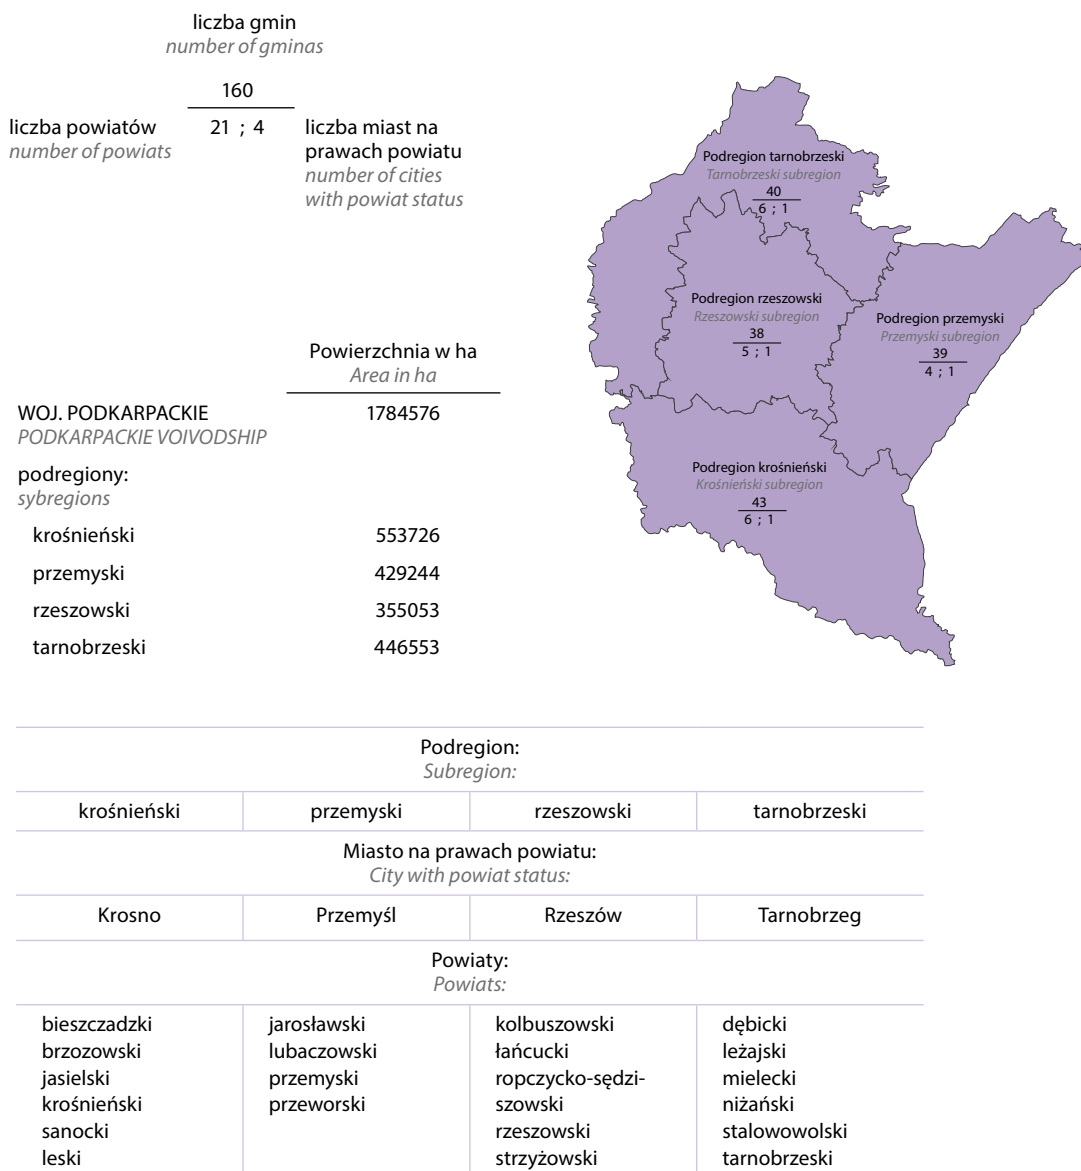 liczba gmin
number of gminas
160
liczba powiatów
number of powiats
21 ; 4
liczba miast na
prawach powiatu
number of cities
with powiat status
Podregion tarnobrzeski
Tarnobrzeski subregion
40
6 ; 1
Podregion rzeszowski
Rzeszowski subregion
38
5 ; 1
Podregion przemyski
Przemyski subregion
39
4 ; 1
Podregion krośnieński
Krośnieński subregion
43
6 ; 1
Powierzchnia w ha
Area in ha
WOJ. PODKARPACKIE 1784576
PODKARPACKIE VOIVODSHIP
podregiony:
sybregions
krośnieński 553726
przemyski 429244
rzeszowski 355053
tarnobrzeski 446553
Podregion:
Subregion:
krośnieński przemyski rzeszowski tarnobrzeski
Miasto na prawach powiatu:
City with powiat status:
Krosno Przemyśl Rzeszów Tarnobrzeg
Powiaty:
Powiats:
bieszczadzki jarosławski kolbuszowski dębicki
brzozowski lubaczowski łańcucki leżajski
jasielski przemyski ropczycko-sędzi- mielecki
krośnieński przeworski szowski niżański
sanocki rzeszowski stalowowolski
leski strzyżowski tarnobrzeski